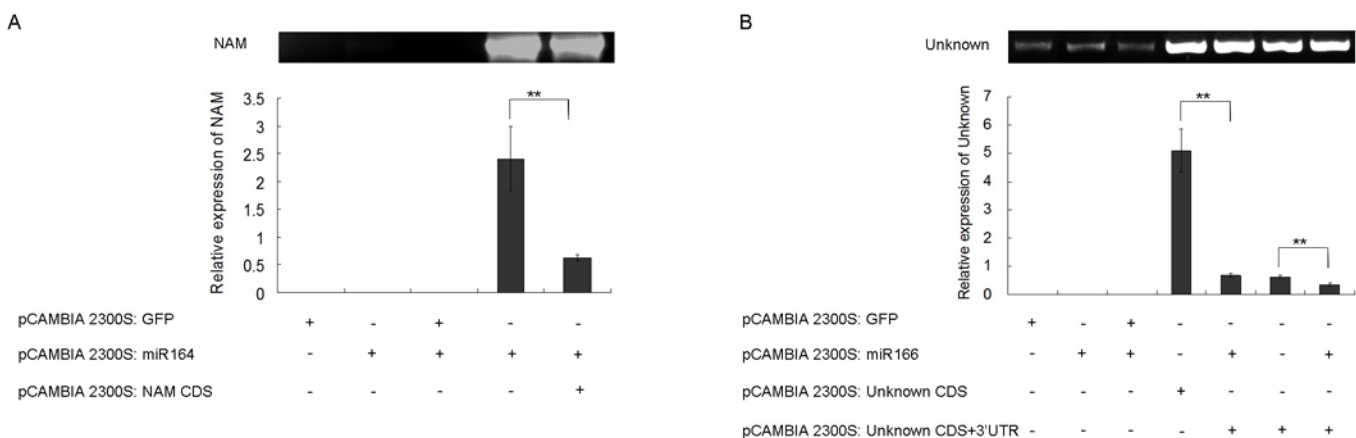 A
NAM
**
Relative expression of NAM
3.5
3
2.5
2
1.5
1
0.5
0
pCAMBIA 2300S: GFP + - + - -
pCAMBIA 2300S: miR164 - + + + +
pCAMBIA 2300S: NAM CDS - - - - +
B
Unknown
**
**
Relative expression of Unknown
7
6
5
4
3
2
1
0
pCAMBIA 2300S: GFP + - + - - - -
pCAMBIA 2300S: miR166 - + + - + - +
pCAMBIA 2300S: Unknown CDS - - - + - - -
pCAMBIA 2300S: Unknown CDS+3'UTR - - - - + + +